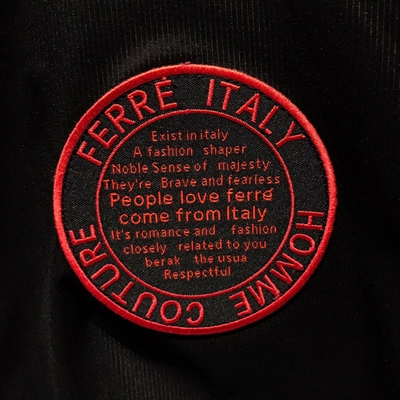 FERRÉ ITALY
Exist in italy
A fashion shaper
Noble Sense of majesty
They're Brave and fearless
People love ferré
come from Italy
It's romance and fashion
closely related to you
berak the usua
Respectful
HOMME COUTURE